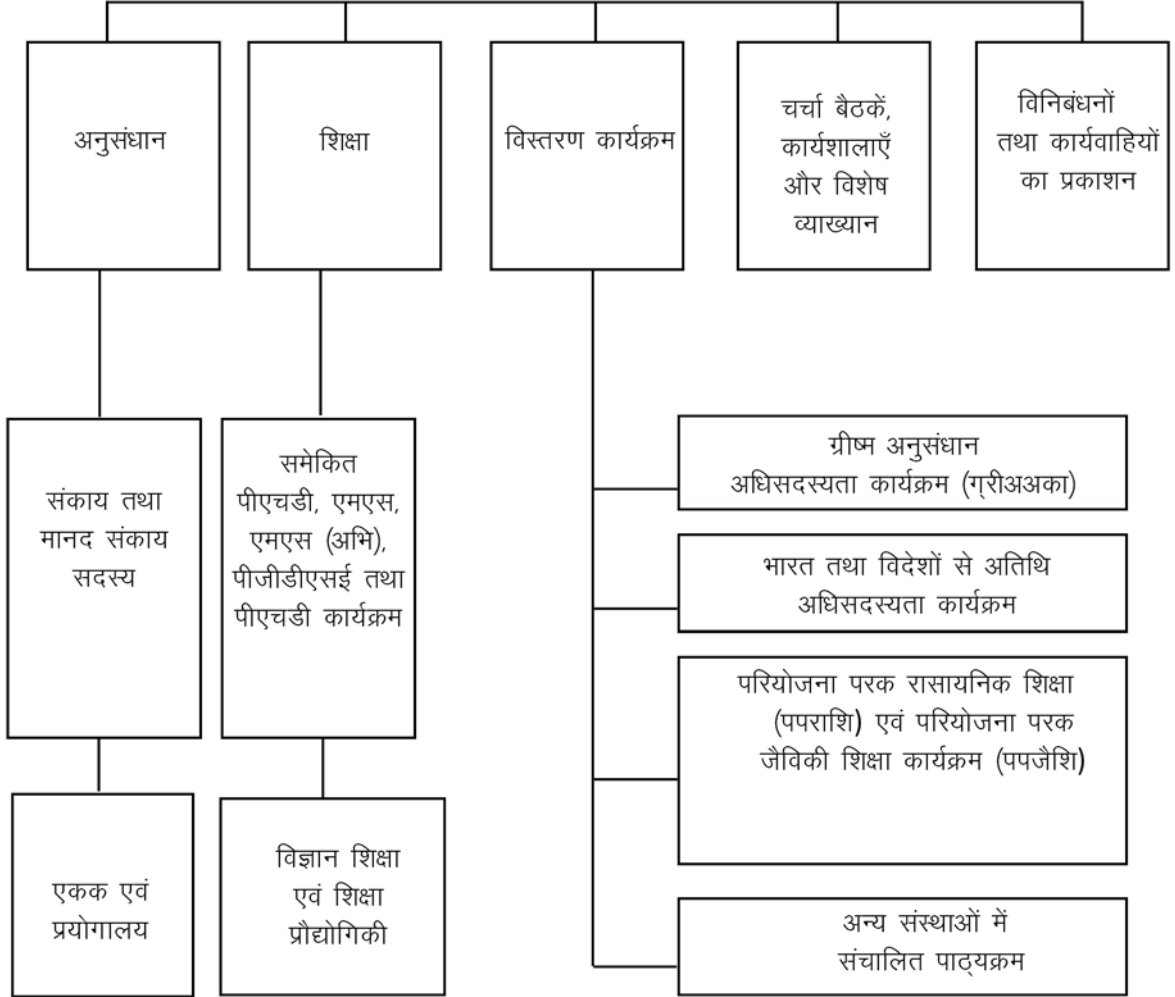 अनुसंधान
शिक्षा
विस्तरण कार्यक्रम
चर्चा बैठकें,
कार्यशालाएँ
और विशेष
व्याख्यान
विनिबंधनों
तथा कार्यवाहियों
का प्रकाशन
संकाय तथा
मानद संकाय
सदस्य
समेकित
पीएचडी, एमएस,
एमएस (अभि),
पीजीडीएसई तथा
पीएचडी कार्यक्रम
ग्रीष्म अनुसंधान
अधिसदस्यता कार्यक्रम (ग्रीअअका)
भारत तथा विदेशों से अतिथि
अधिसदस्यता कार्यक्रम
परियोजना परक रासायनिक शिक्षा
(पपराशि) एवं परियोजना परक
जैविकी शिक्षा कार्यक्रम (पपजैशि)
एकक एवं
प्रयोगालय
विज्ञान शिक्षा
एवं शिक्षा
प्रौद्योगिकी
अन्य संस्थाओं में
संचालित पाठ्यक्रम